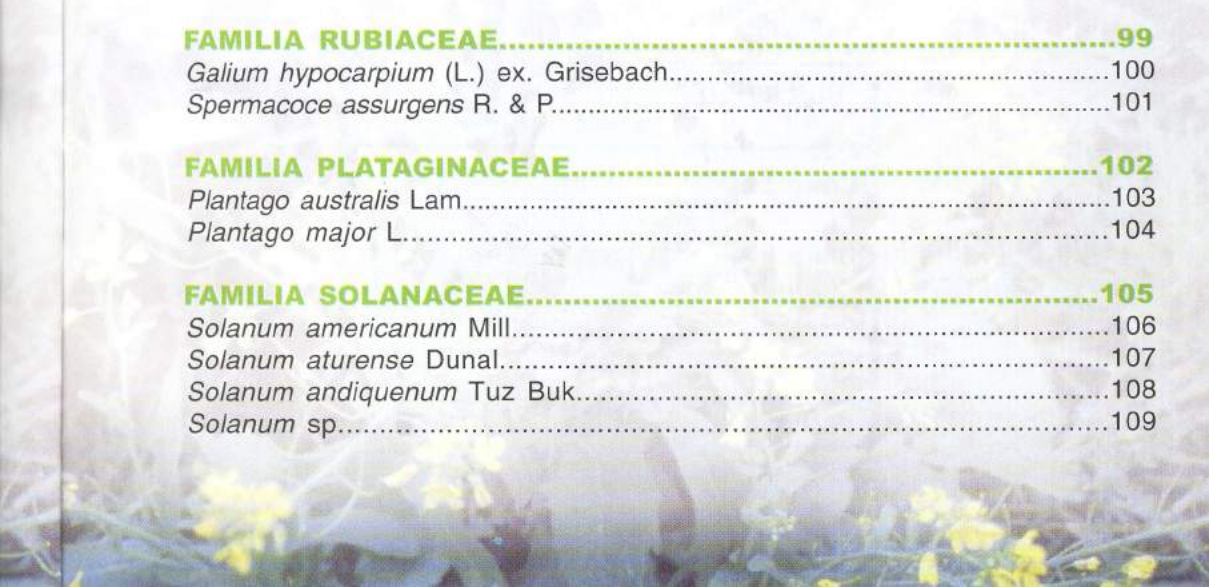 FAMILIA RUBIACEAE..........99
Galium hypocarpium (L.) ex. Grisebach..........100
Spermacoce assurgens R. & P..........101
FAMILIA PLATAGINACEAE..........102
Plantago australis Lam..........103
Plantago major L..........104
FAMILIA SOLANACEAE..........105
Solanum americanum Mill..........106
Solanum aturense Dunal..........107
Solanum andiquenum Tuz Buk..........108
Solanum sp..........109